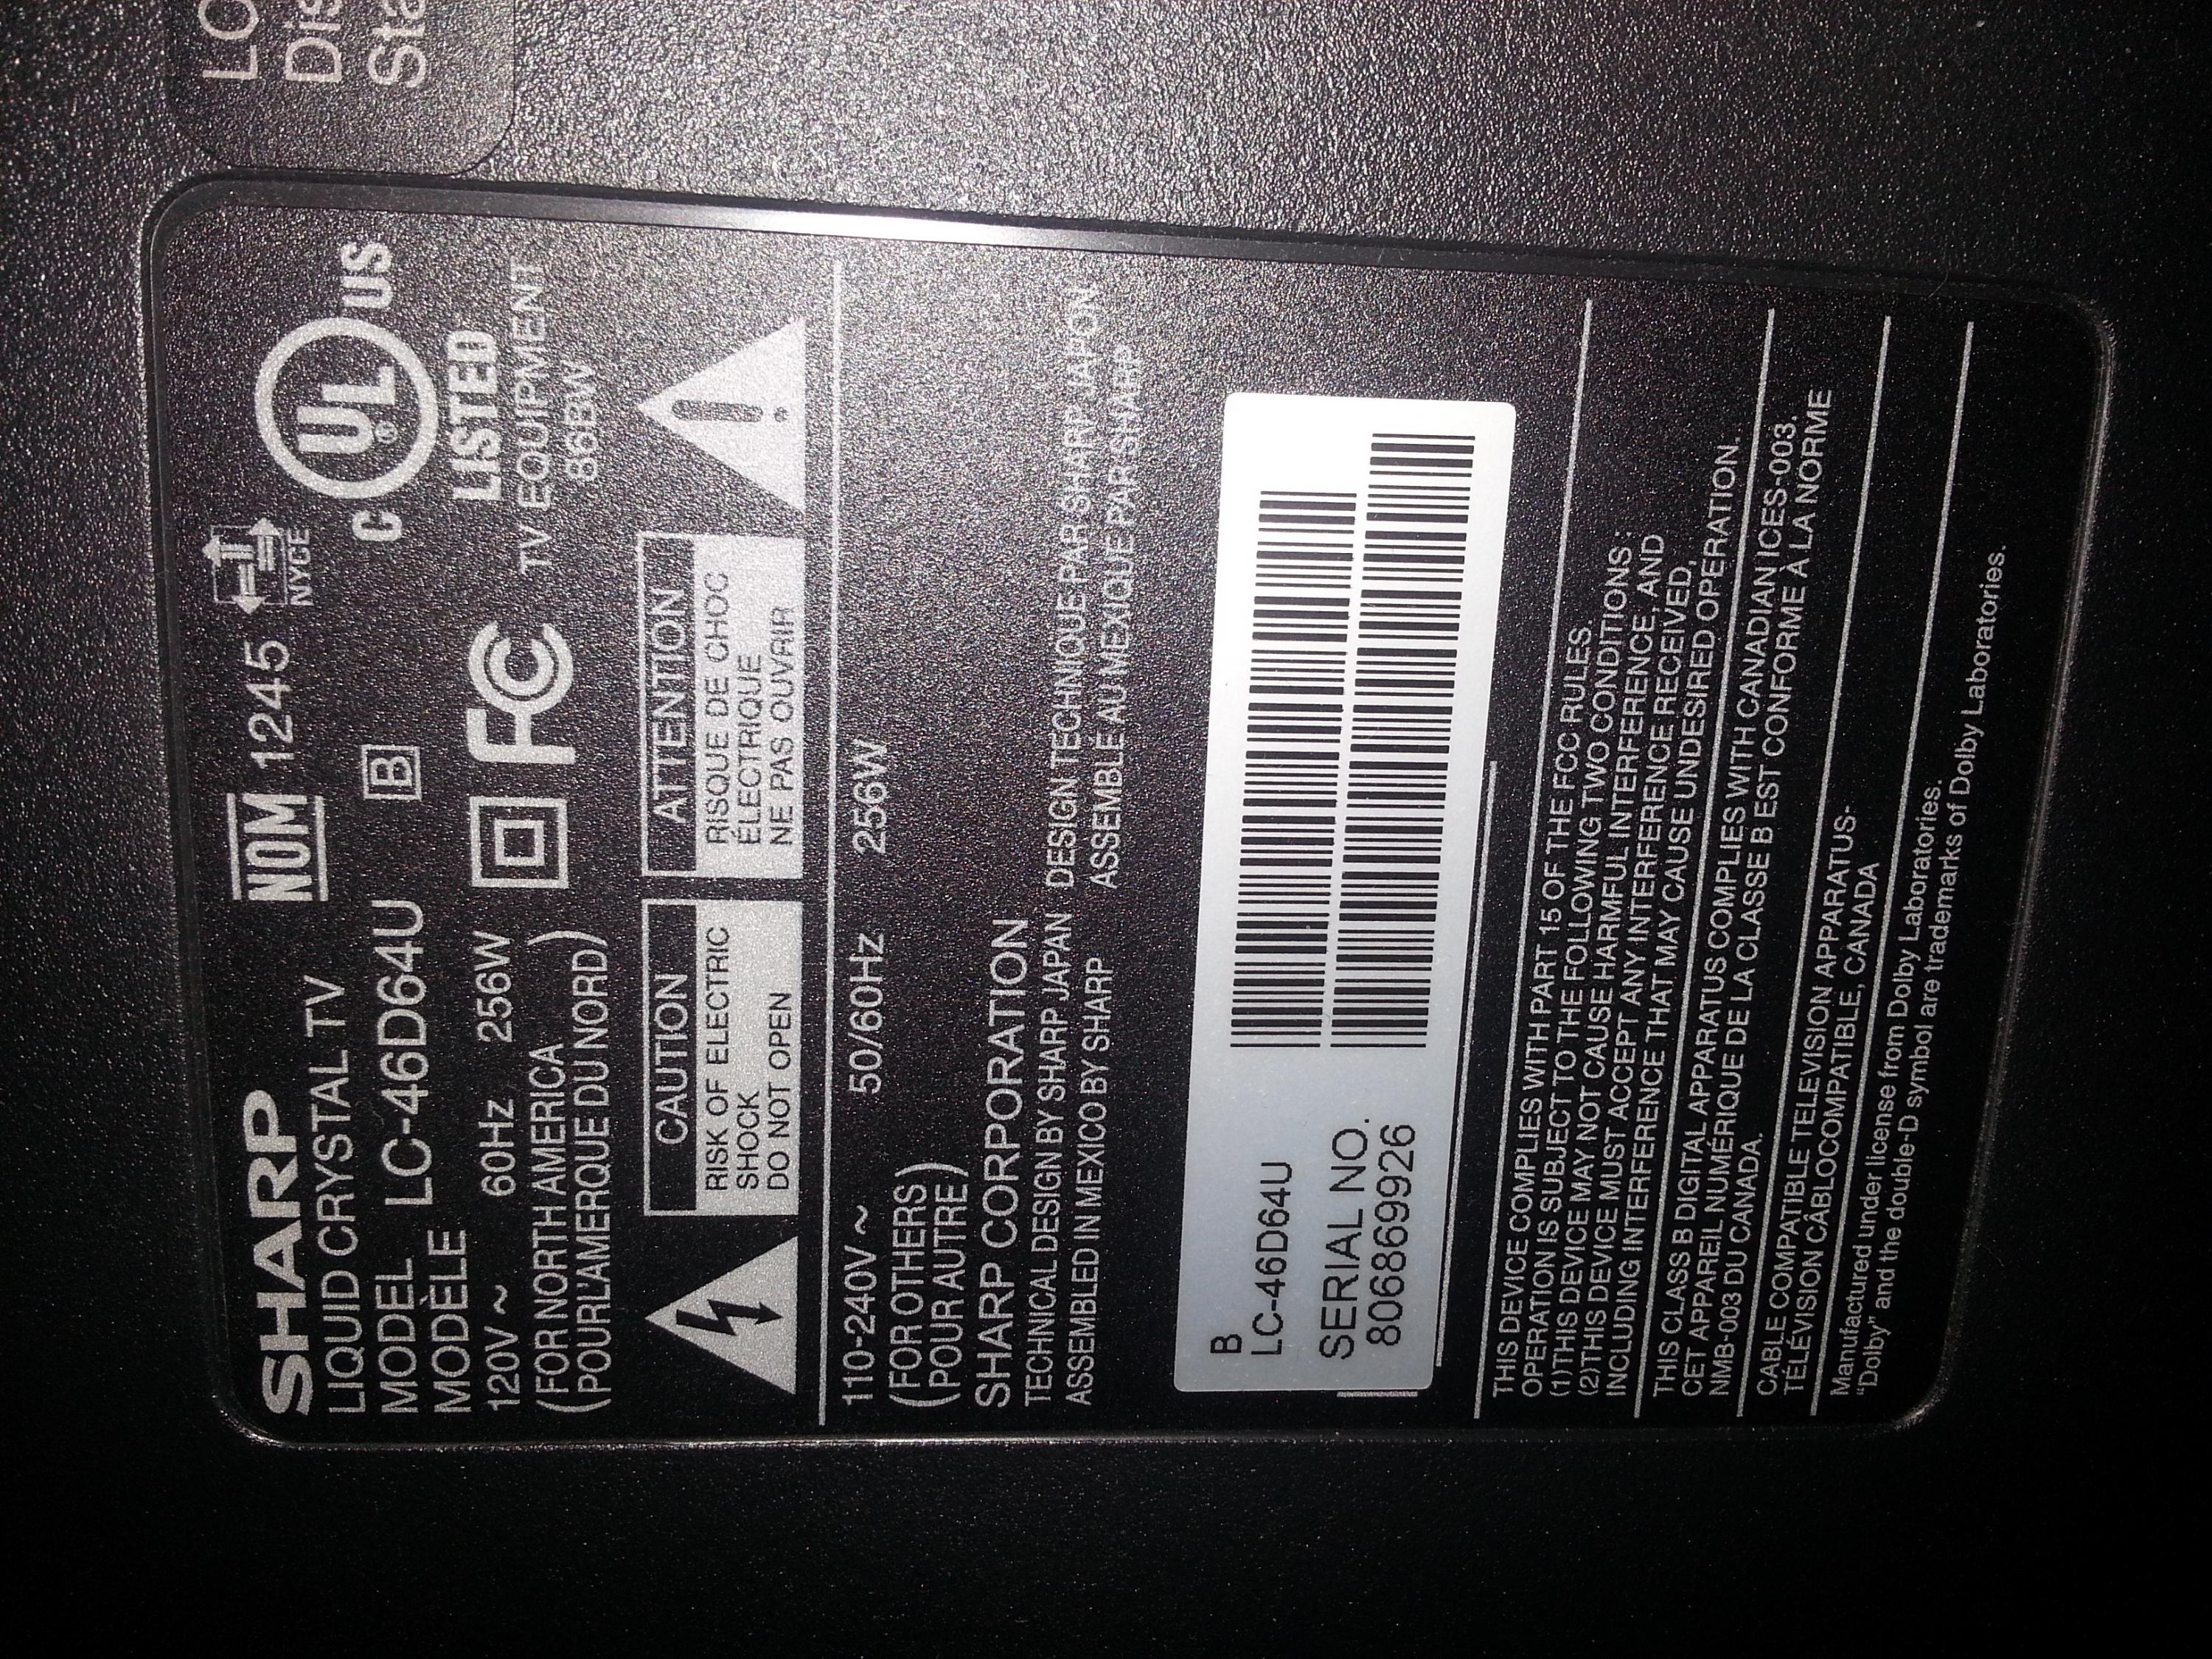 LC
Dis
Sta
SHARP
LIQUID CRYSTAL TV
NOM 1245
NYCE
MODEL
MODÈLE
LC-46D64U
B
C UL® US
LISTED
TV EQUIPMENT
86BW
120V ~ 60Hz 256W
(FOR NORTH AMERICA
(POUR L'AMERQUE DU NORD)
FC
CAUTION
RISK OF ELECTRIC
SHOCK
DO NOT OPEN
ATTENTION
RISQUE DE CHOC
ÉLECTRIQUE
NE PAS OUVRIR
110-240V ~ 50/60Hz 256W
(FOR OTHERS)
(POUR AUTRE)
SHARP CORPORATION
TECHNICAL DESIGN BY SHARP JAPAN DESIGN TECHNIQUE PAR SHARP JAPON
ASSEMBLED IN MEXICO BY SHARP ASSEMBLÉ AU MEXIQUE PAR SHARP
B
LC-46D64U
SERIAL NO.
806869926
THIS DEVICE COMPLIES WITH PART 15 OF THE FCC RULES.
OPERATION IS SUBJECT TO THE FOLLOWING TWO CONDITIONS :
(1)THIS DEVICE MAY NOT CAUSE HARMFUL INTERFERENCE, AND
(2)THIS DEVICE MUST ACCEPT ANY INTERFERENCE RECEIVED,
INCLUDING INTERFERENCE THAT MAY CAUSE UNDESIRED OPERATION.
THIS CLASS B DIGITAL APPARATUS COMPLIES WITH CANADIAN ICES-003.
CET APPAREIL NUMÉRIQUE DE LA CLASSE B EST CONFORME À LA NORME
NMB-003 DU CANADA.
CABLE COMPATIBLE TELEVISION APPARATUS-
TÉLÉVISION CÂBLOCOMPATIBLE, CANADA
Manufactured under license from Dolby Laboratories.
"Dolby" and the double-D symbol are trademarks of Dolby Laboratories.